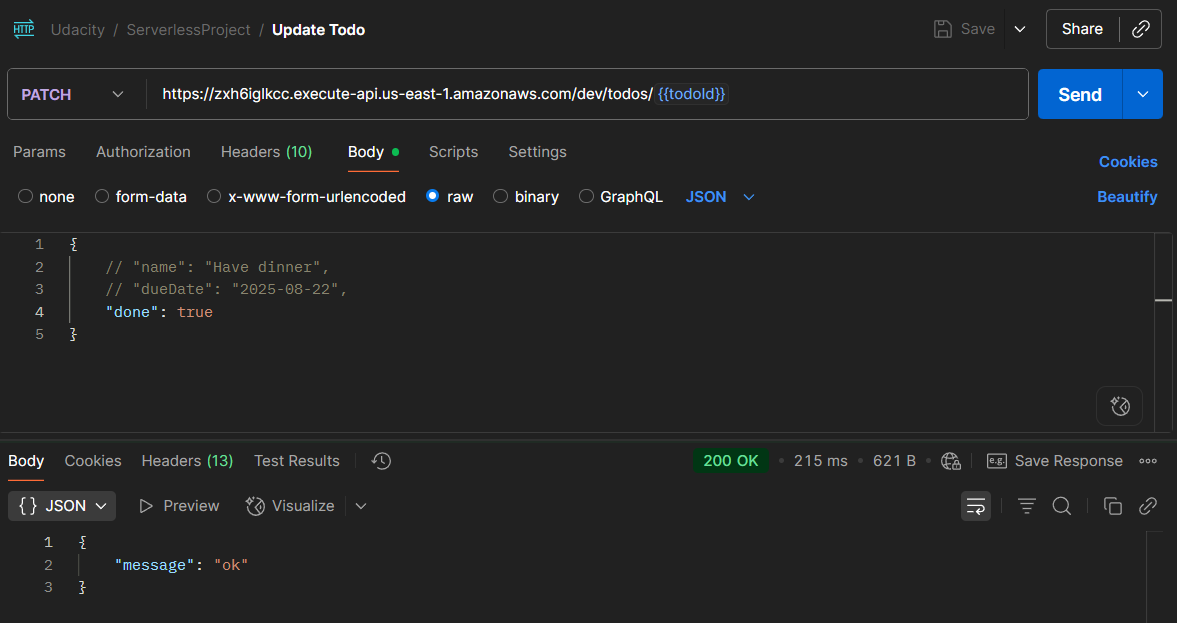 HTTP Udacity / ServerlessProject / Update Todo Save Share
PATCH https://zxh6iglkcc.execute-api.us-east-1.amazonaws.com/dev/todos/ {{todoId}} Send
Params Authorization Headers (10) Body Scripts Settings Cookies
none form-data x-www-form-urlencoded raw binary GraphQL JSON Beautify
1 {
2 // "name": "Have dinner",
3 // "dueDate": "2025-08-22",
4 "done": true
5 }
Body Cookies Headers (13) Test Results 200 OK • 215 ms • 621 B • e.g. Save Response
{} JSON Preview Visualize
1 {
2 "message": "ok"
3 }